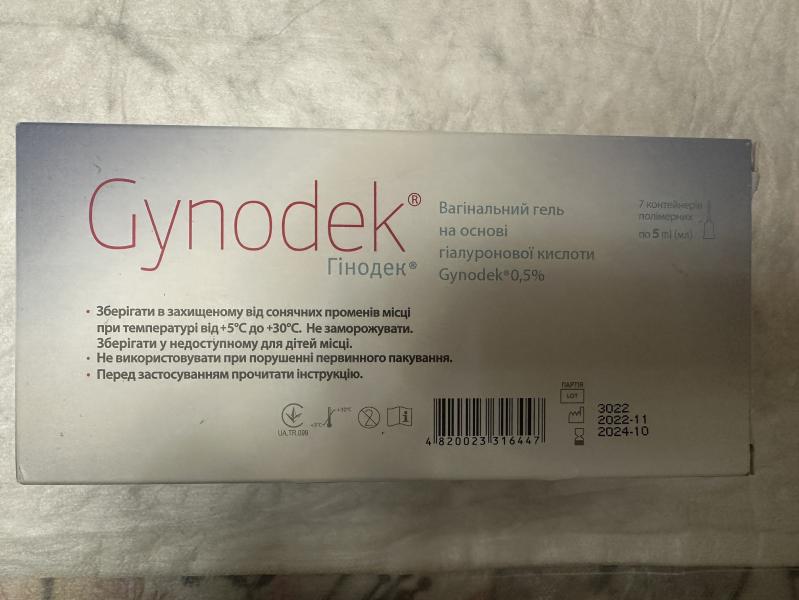 Gynodek®
Гінодек®
Вагінальний гель
на основі
гіалуронової кислоти
Gynodek®0,5%
7 контейнерів
полімерних
по 5 ml (мл)
• Зберігати в захищеному від сонячних променів місці
при температурі від +5°C до +30°C. Не заморожувати.
Зберігати у недоступному для дітей місці.
• Не використовувати при порушенні первинного пакування.
• Перед застосуванням прочитати інструкцію.
UA.TR.099
+5°C
+30°C
2
i
4 820023 316447
ПАРТІЯ
LOT
3022
2022-11
2024-10